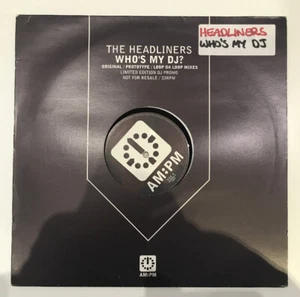 THE HEADLINERS
WHO'S MY DJ?
ORIGINAL / PROTOTYPE / LOOP DA LOOP MIXES
LIMITED EDITION DJ PROMO
NOT FOR RESALE / 33RPM
HEADLINERS
WHO'S MY DJ
AM:PM
AM:PM